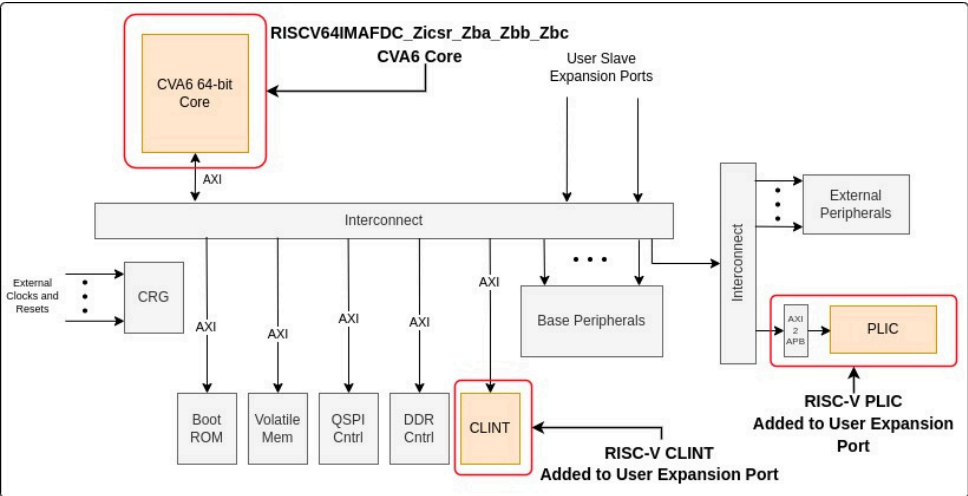 RISCV64IMAFDC_Zicsr_Zba_Zbb_Zbc
CVA6 Core
CVA6 64-bit
Core
User Slave
Expansion Ports
AXI
Interconnect
External
Peripherals
Interconnect
External
Clocks and
Resets
CRG
AXI
AXI
AXI
AXI
AXI
Base Peripherals
AXI
2
APB
PLIC
Boot
ROM
Volatile
Mem
QSPI
Cntrl
DDR
Cntrl
CLINT
RISC-V PLIC
Added to User Expansion
Port
RISC-V CLINT
Added to User Expansion Port